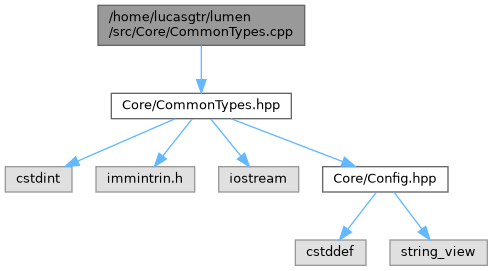 /home/lucasgtr/lumen
/src/Core/CommonTypes.cpp
Core/CommonTypes.hpp
cstdint
immintrin.h
iostream
Core/Config.hpp
cstddef
string_view